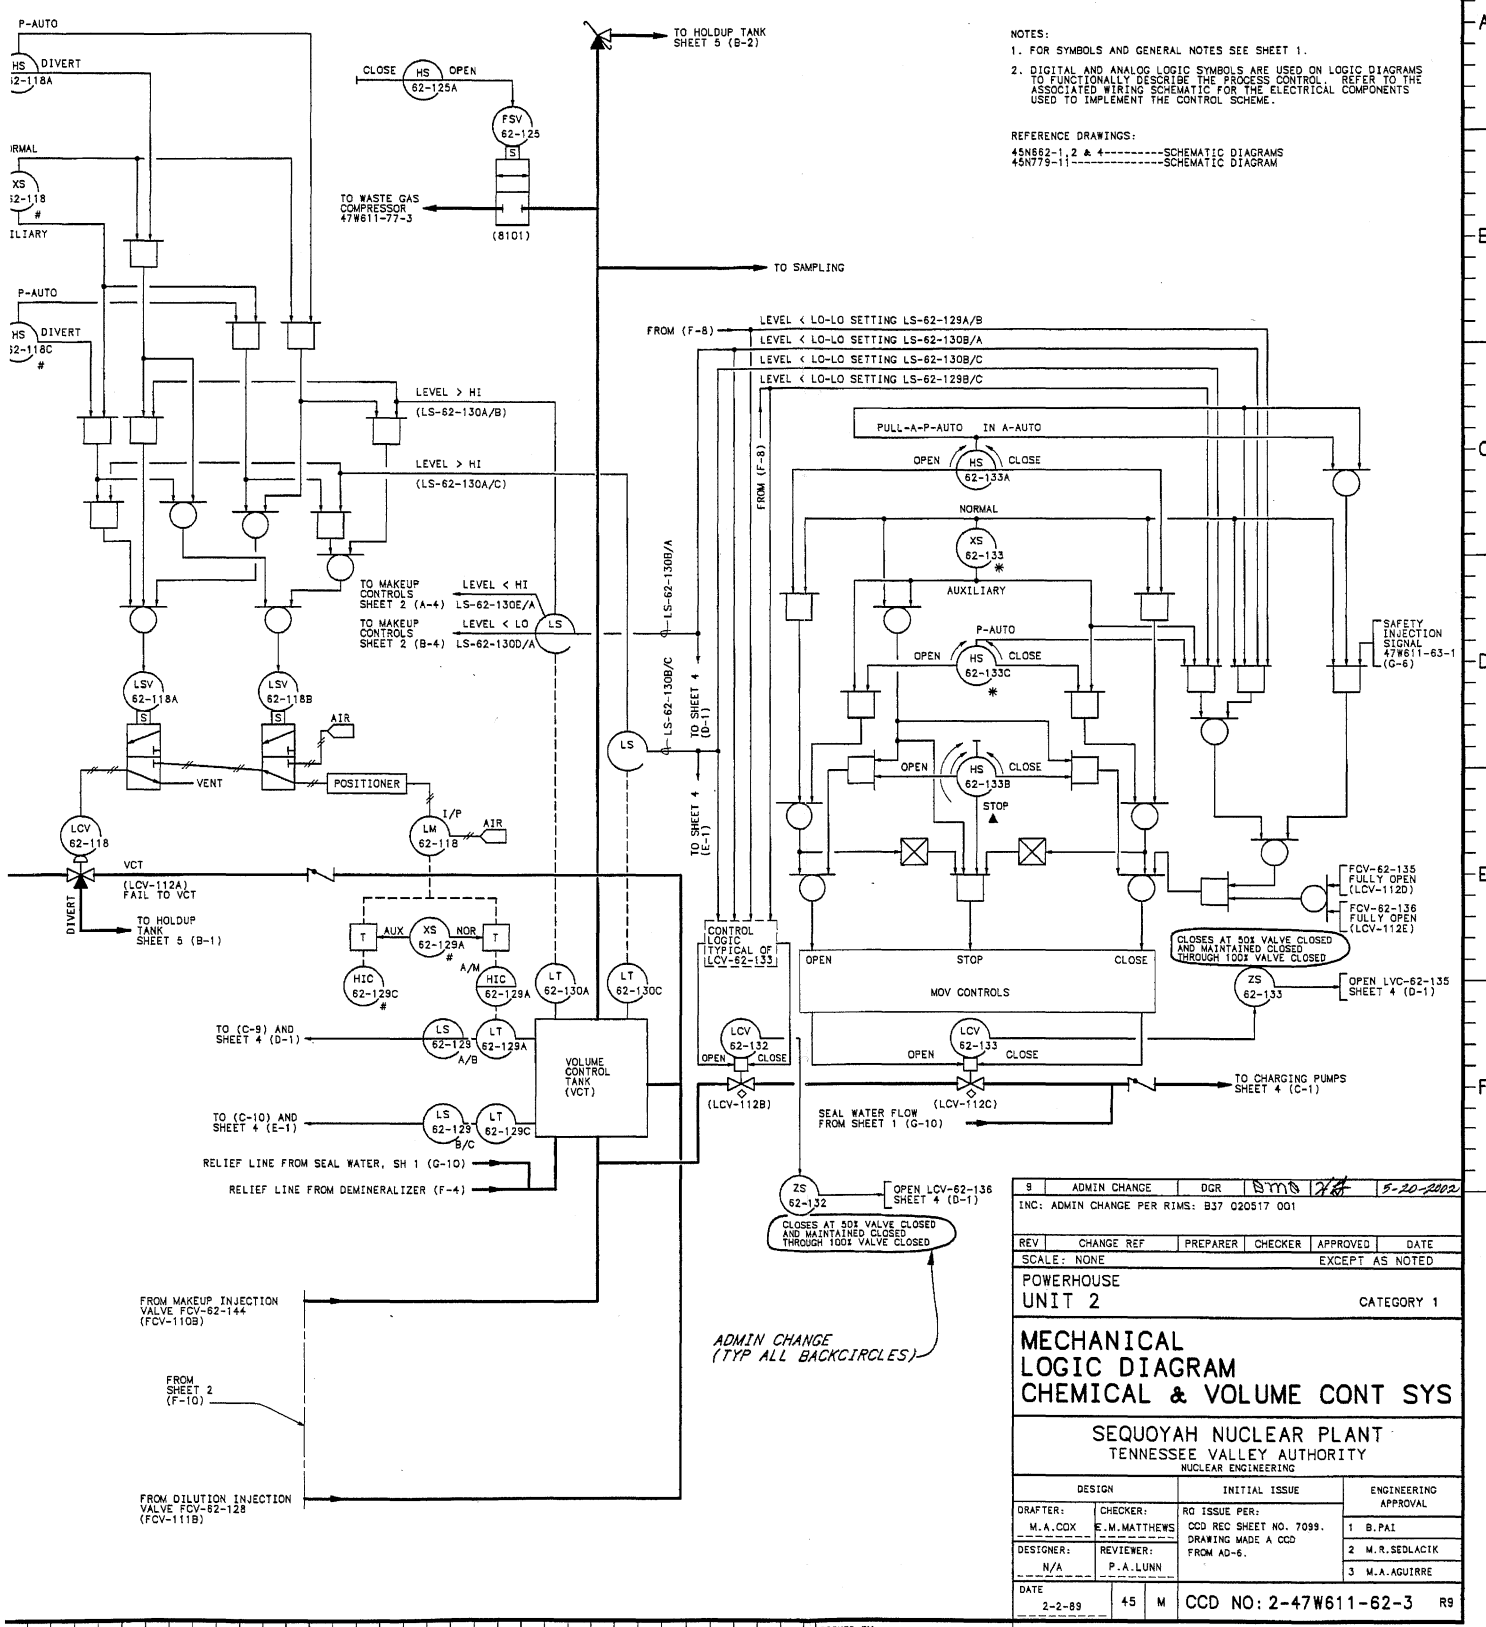 P-AUTO
HS
62-118A
DIVERT
RMAL
XS
62-118
#
ILIARY
P-AUTO
HS
62-118C
DIVERT
#
CLOSE
HS
62-125A
OPEN
FSV
62-125
S
TO WASTE GAS
COMPRESSOR
47W611-77-3
(8101)
TO HOLDUP TANK
SHEET 5 (B-2)
TO SAMPLING
NOTES:
1. FOR SYMBOLS AND GENERAL NOTES SEE SHEET 1.
2. DIGITAL AND ANALOG LOGIC SYMBOLS ARE USED ON LOGIC DIAGRAMS
TO FUNCTIONALLY DESCRIBE THE PROCESS CONTROL. REFER TO THE
ASSOCIATED WIRING SCHEMATIC FOR THE ELECTRICAL COMPONENTS
USED TO IMPLEMENT THE CONTROL SCHEME.
REFERENCE DRAWINGS:
45N662-1,2 & 4---------SCHEMATIC DIAGRAMS
45N779-11--------------SCHEMATIC DIAGRAM
FROM (F-8)
LEVEL < LO-LO SETTING LS-62-129A/B
LEVEL < LO-LO SETTING LS-62-130B/A
LEVEL < LO-LO SETTING LS-62-130B/C
LEVEL < LO-LO SETTING LS-62-129B/C
FROM (F-8)
LEVEL > HI
(LS-62-130A/B)
LEVEL > HI
(LS-62-130A/C)
PULL-A-P-AUTO
IN A-AUTO
OPEN
HS
62-133A
CLOSE
NORMAL
XS
62-133
*
AUXILIARY
P-AUTO
OPEN
HS
62-133C
CLOSE
*
OPEN
HS
62-133B
CLOSE
STOP
SAFETY
INJECTION
SIGNAL
47W611-63-1
(G-6)
TO MAKEUP
CONTROLS
SHEET 2 (A-4)
LEVEL < HI
LS-62-130E/A
TO MAKEUP
CONTROLS
SHEET 2 (B-4)
LEVEL < LO
LS-62-130D/A
LS
LS-62-130B/A
LS-62-130B/C
TO SHEET 4
(D-1)
LS
TO SHEET 4
(E-1)
LSV
62-118A
S
LSV
62-118B
S
AIR
VENT
POSITIONER
I/P
LM
62-118
AIR
LCV
62-118
VCT
(LCV-112A)
FAIL TO VCT
DIVERT
TO HOLDUP
TANK
SHEET 5 (B-1)
T
AUX
XS
62-129A
#
NOR
T
HIC
62-129C
#
A/M
HIC
62-129A
LT
62-130A
LT
62-130C
TO (C-9) AND
SHEET 4 (D-1)
LS
62-129
A/B
LT
62-129A
VOLUME
CONTROL
TANK
(VCT)
TO (C-10) AND
SHEET 4 (E-1)
LS
62-129
B/C
LT
62-129C
RELIEF LINE FROM SEAL WATER, SH 1 (G-10)
RELIEF LINE FROM DEMINERALIZER (F-4)
CONTROL
LOGIC
TYPICAL OF
LCV-62-133
OPEN
STOP
CLOSE
MOV CONTROLS
FCV-62-135
FULLY OPEN
(LCV-112D)
FCV-62-136
FULLY OPEN
(LCV-112E)
CLOSES AT 50% VALVE CLOSED
AND MAINTAINED CLOSED
THROUGH 100% VALVE CLOSED
ZS
62-133
OPEN LVC-62-135
SHEET 4 (D-1)
LCV
62-132
OPEN
CLOSE
(LCV-112B)
LCV
62-133
OPEN
CLOSE
(LCV-112C)
TO CHARGING PUMPS
SHEET 4 (C-1)
SEAL WATER FLOW
FROM SHEET 1 (G-10)
ZS
62-132
OPEN LCV-62-136
SHEET 4 (D-1)
CLOSES AT 50% VALVE CLOSED
AND MAINTAINED CLOSED
THROUGH 100% VALVE CLOSED
ADMIN CHANGE
(TYP ALL BACKCIRCLES)
FROM MAKEUP INJECTION
VALVE FCV-62-144
(FCV-110B)
FROM
SHEET 2
(F-10)
FROM DILUTION INJECTION
VALVE FCV-62-128
(FCV-111B)
9 ADMIN CHANGE DGR 5-20-2002
INC: ADMIN CHANGE PER RIMS: B37 020517 001
REV CHANGE REF PREPARER CHECKER APPROVED DATE
SCALE: NONE EXCEPT AS NOTED
POWERHOUSE
UNIT 2 CATEGORY 1
MECHANICAL
LOGIC DIAGRAM
CHEMICAL & VOLUME CONT SYS
SEQUOYAH NUCLEAR PLANT
TENNESSEE VALLEY AUTHORITY
NUCLEAR ENGINEERING
DESIGN
INITIAL ISSUE
ENGINEERING
APPROVAL
DRAFTER:
M.A.COX
CHECKER:
E.M.MATTHEWS
RO ISSUE PER:
CCD REC SHEET NO. 7099.
DRAWING MADE A CCD
FROM AD-6.
1 B.PAI
DESIGNER:
N/A
REVIEWER:
P.A.LUNN
2 M.R.SEDLACIK
3 M.A.AGUIRRE
DATE
2-2-89
45 M CCD NO: 2-47W611-62-3 R9
A
C
F